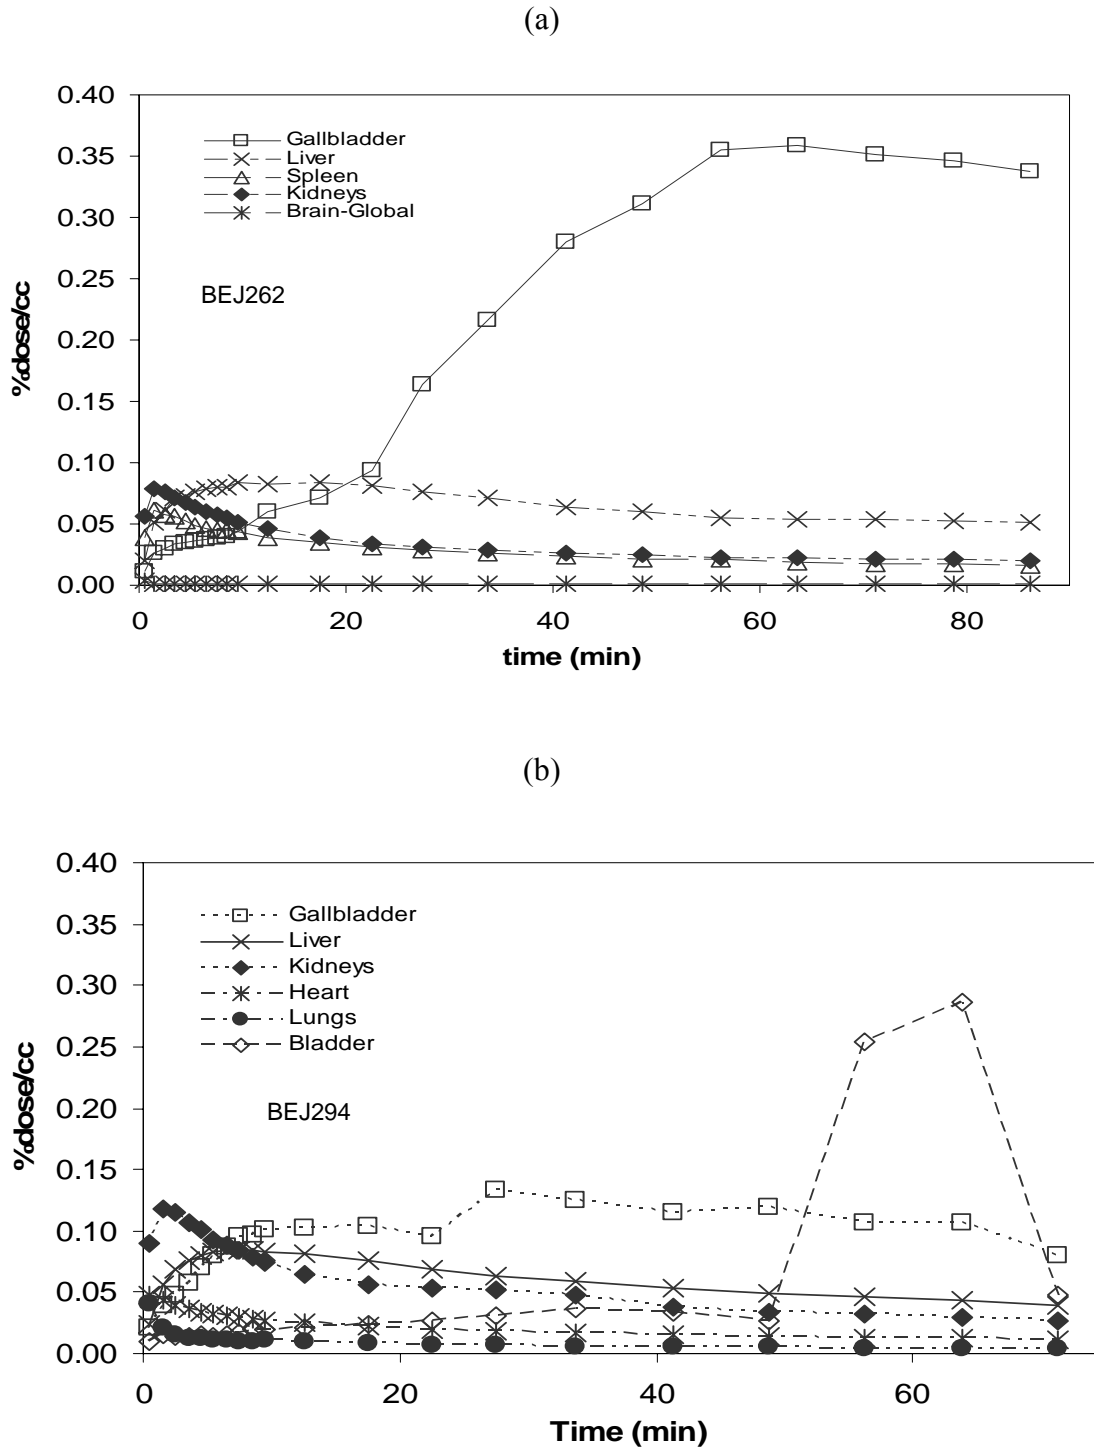 (a)
0.40
0.35
0.30
0.25
0.20
0.15
0.10
0.05
0.00
%dose/cc
Gallbladder
Liver
Spleen
Kidneys
Brain-Global
BEJ262
0 20 40 60 80
time (min)
(b)
0.40
0.35
0.30
0.25
0.20
0.15
0.10
0.05
0.00
%dose/cc
Gallbladder
Liver
Kidneys
Heart
Lungs
Bladder
BEJ294
0 20 40 60
Time (min)